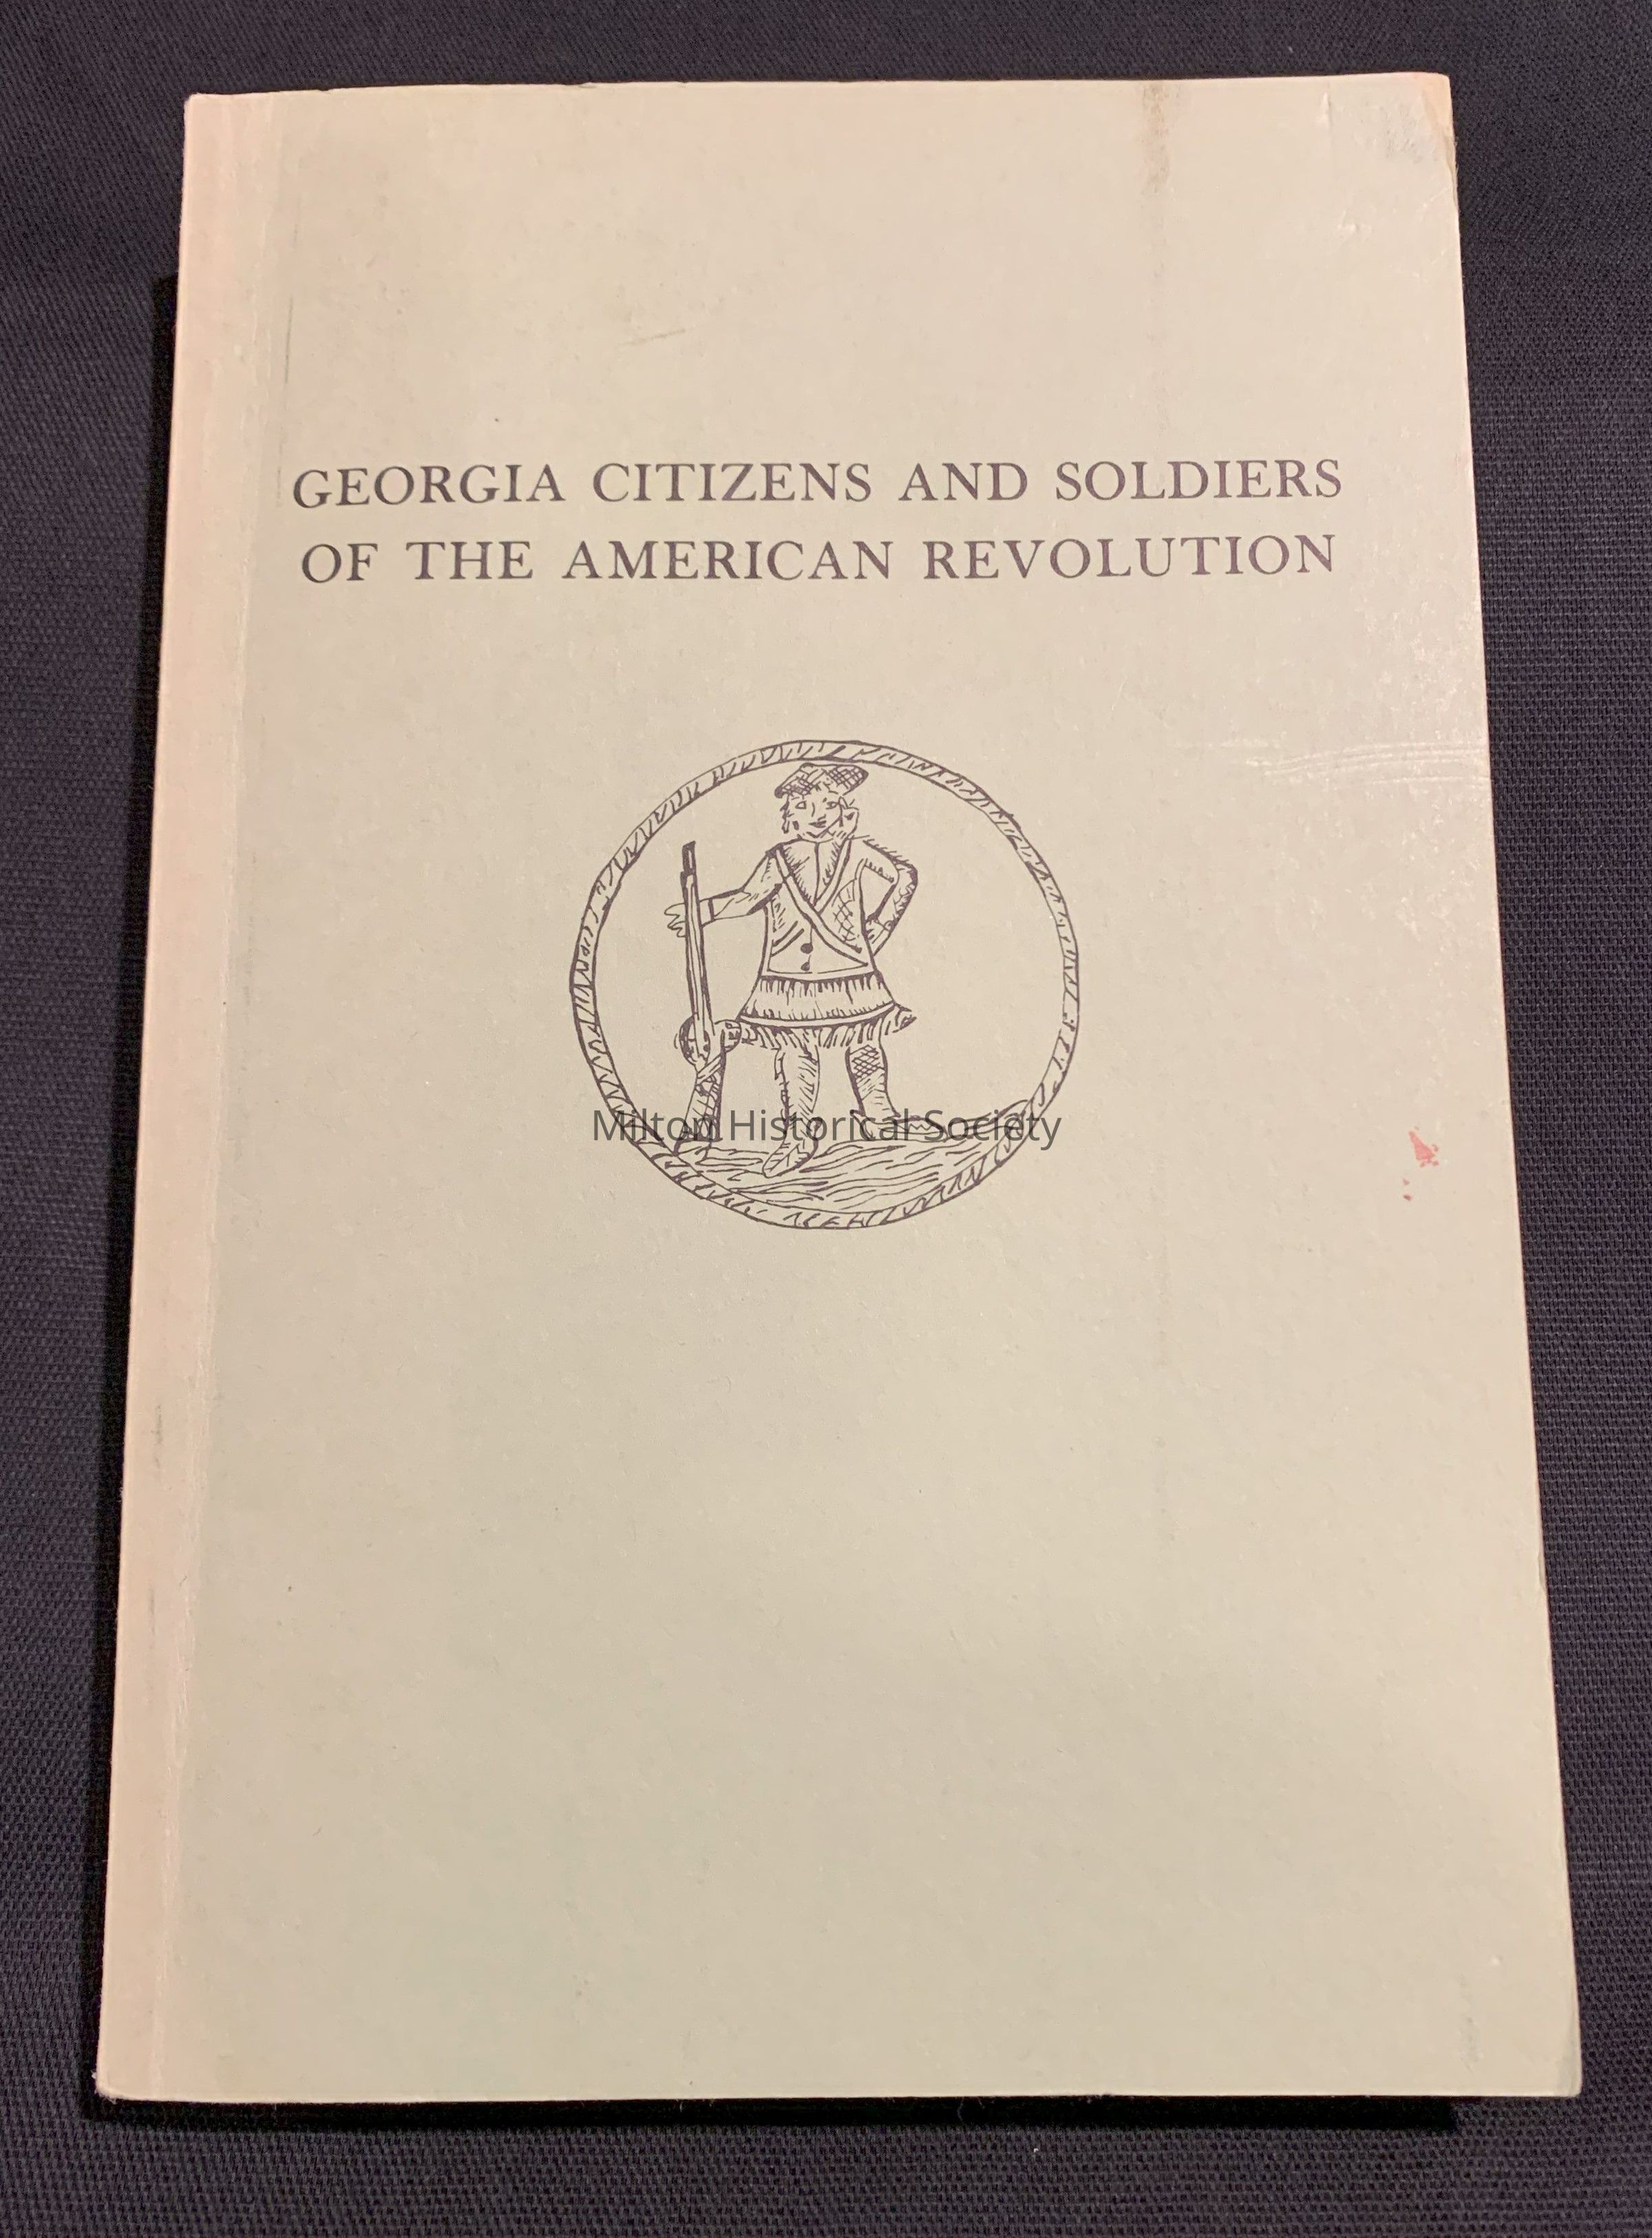 GEORGIA CITIZENS AND SOLDIERS
OF THE AMERICAN REVOLUTION
Milton Historical Society